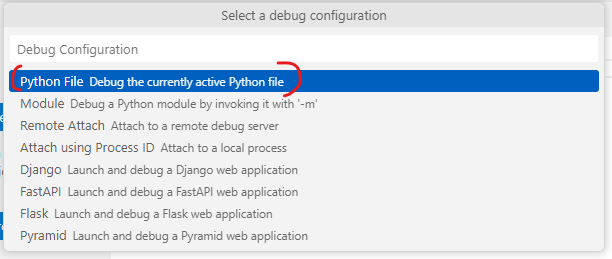 Select a debug configuration
Debug Configuration
Python File Debug the currently active Python file
Module Debug a Python module by invoking it with '-m'
Remote Attach Attach to a remote debug server
Attach using Process ID Attach to a local process
Django Launch and debug a Django web application
FastAPI Launch and debug a FastAPI web application
Flask Launch and debug a Flask web application
Pyramid Launch and debug a Pyramid web application